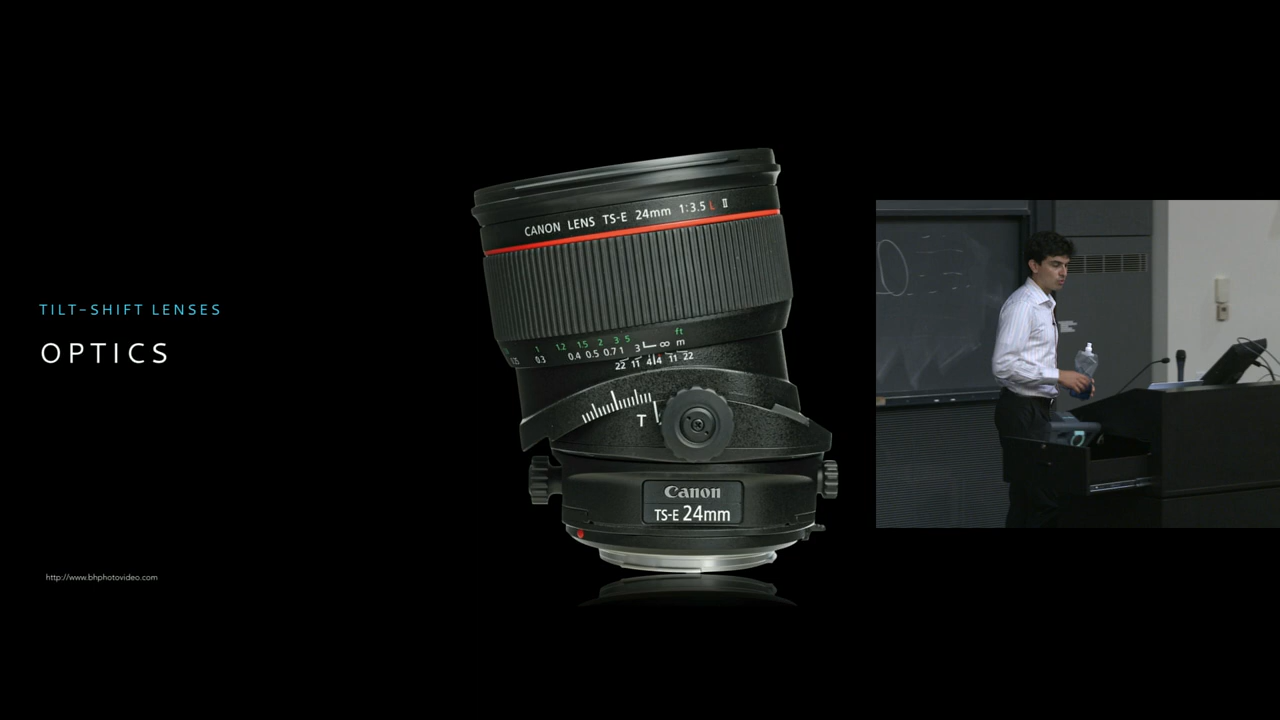 TILT-SHIFT LENSES
OPTICS
http://www.bhphotovideo.com
CANON LENS TS-E 24mm 1:3.5 L II
ft
1 1.2 1.5 2 3 5
0.3 0.4 0.5 0.7 1 3 ∞ m
22 11 4 4 11 22
T
Canon
TS-E 24mm